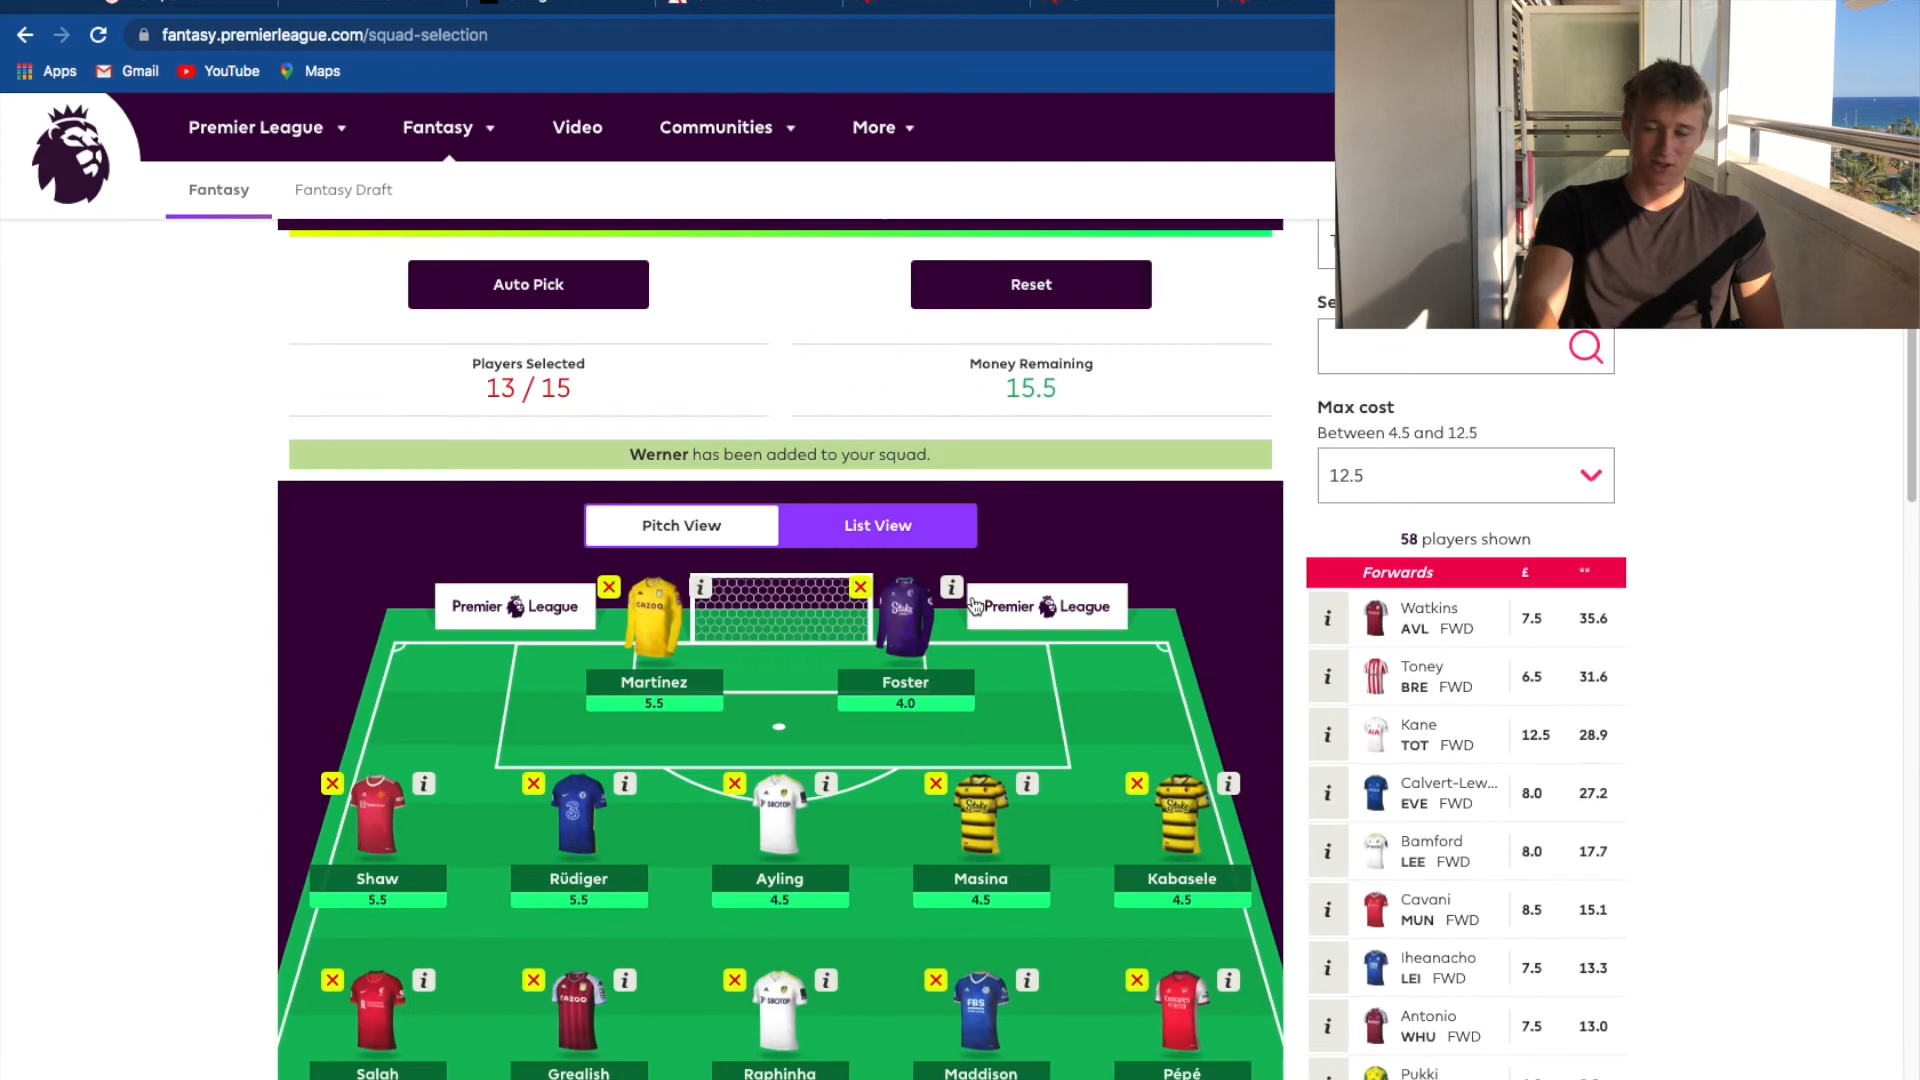 fantasy.premierleague.com/squad-selection
Apps Gmail YouTube Maps
Premier League Fantasy Video Communities More
Fantasy Fantasy Draft
Auto Pick Reset
Players Selected
13 / 15
Money Remaining
15.5
Werner has been added to your squad.
Pitch View List View
Premier League
CAZOO
Stake
Premier League
Martínez
5.5
Foster
4.0
Shaw
5.5
Rüdiger
5.5
Ayling
4.5
Masina
4.5
Kabasele
4.5
Salah
Grealish
Raphinha
Maddison
Pépé
Se
Max cost
Between 4.5 and 12.5
12.5
58 players shown
Forwards £ **
Watkins
AVL FWD 7.5 35.6
Toney
BRE FWD 6.5 31.6
Kane
TOT FWD 12.5 28.9
Calvert-Lew...
EVE FWD 8.0 27.2
Bamford
LEE FWD 8.0 17.7
Cavani
MUN FWD 8.5 15.1
Iheanacho
LEI FWD 7.5 13.3
Antonio
WHU FWD 7.5 13.0
Pukki